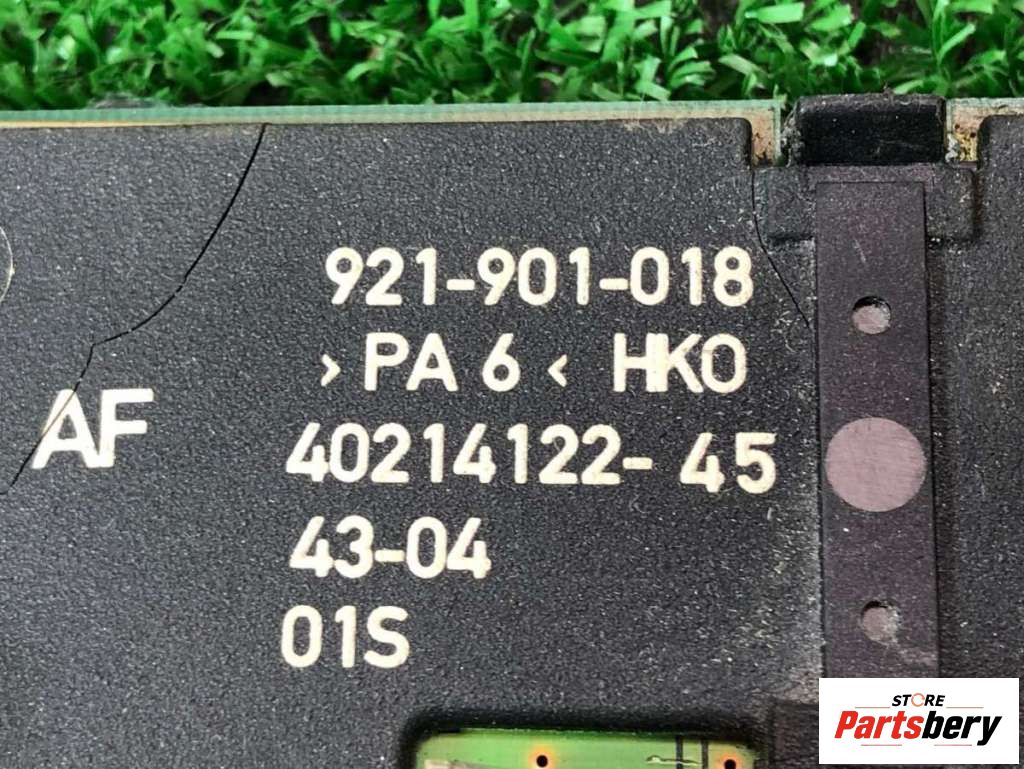 921-901-018
> PA 6 < HKO
AF
40214122-45
43-04
01S
STORE
Partsbery